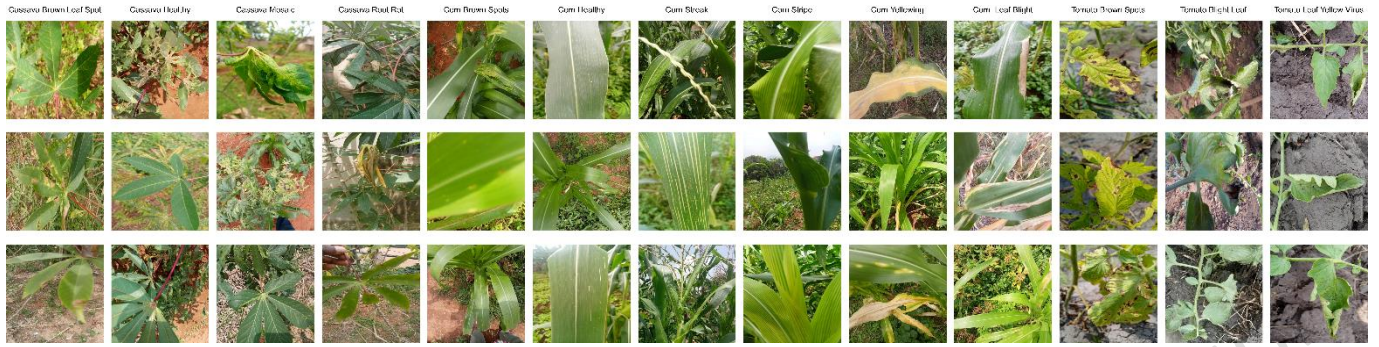 Cassava Brown Leaf Spot
Cassava Healthy
Cassava Mosaic
Cassava Root Rot
Corn Brown Spots
Corn Healthy
Corn Streak
Corn Stripe
Corn Yellowing
Corn Leaf Blight
Tomato Brown Spots
Tomato Blight Leaf
Tomato Leaf Yellow Virus